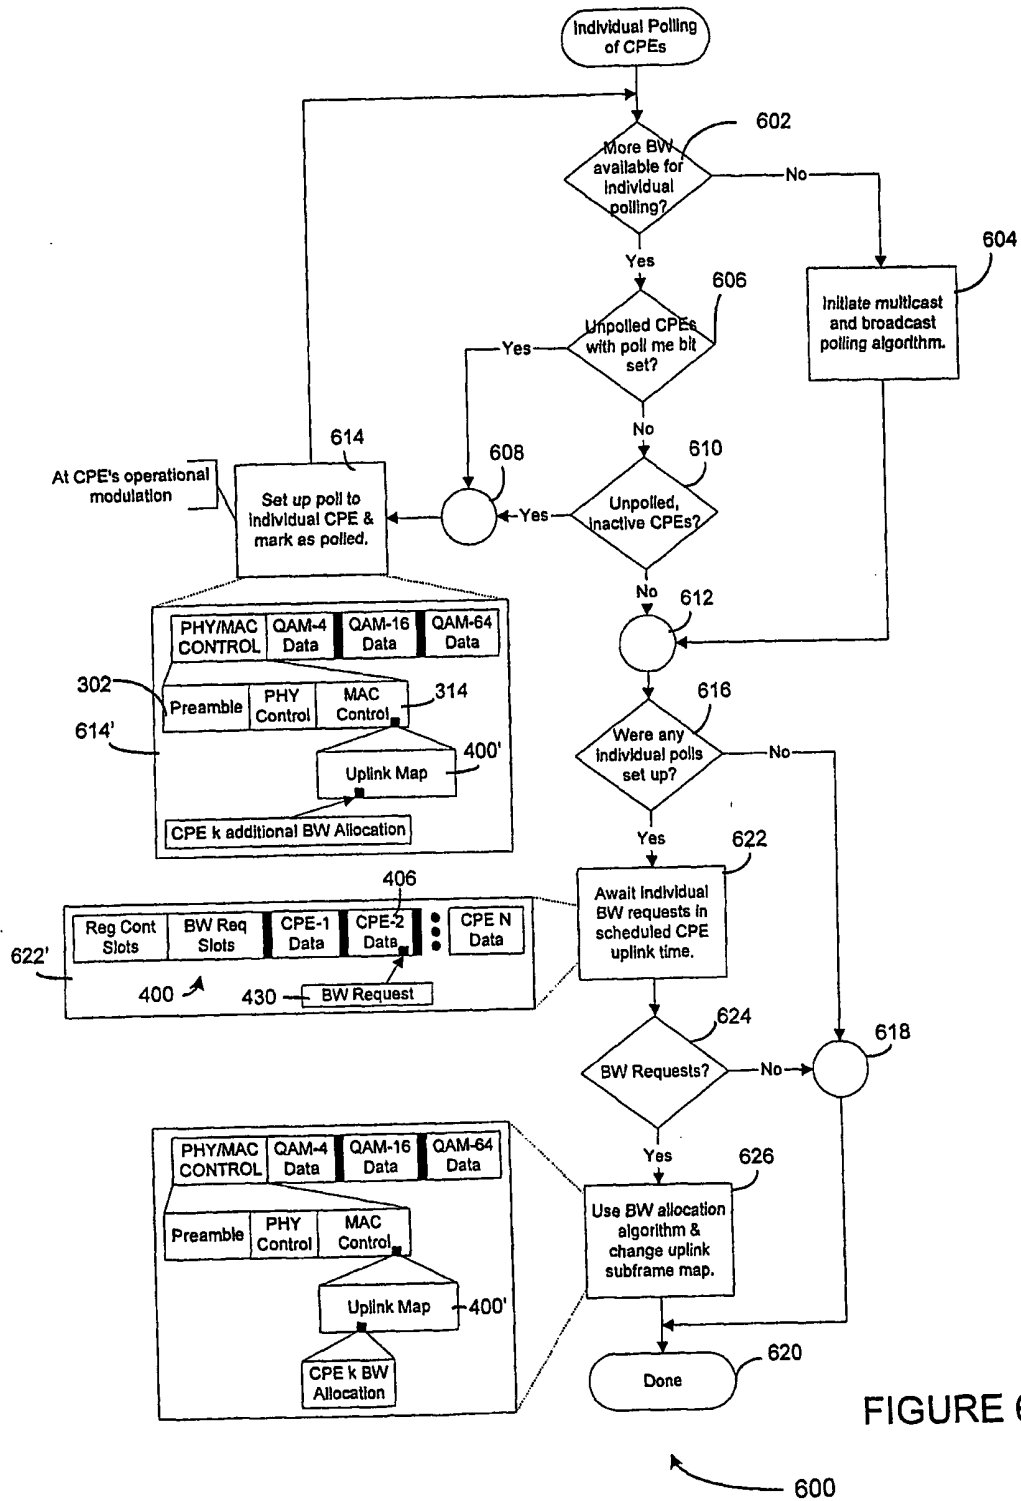 Individual Polling
of CPEs
602
More BW
available for
individual
polling?
No
604
Yes
606
Initiate multicast
and broadcast
polling algorithm.
Unpolled CPEs
with poll me bit
set?
Yes
No
614
608
610
At CPE's operational
modulation
Set up poll to
individual CPE &
mark as polled.
Unpolled,
inactive CPEs?
Yes
No
612
PHY/MAC
CONTROL
QAM-4
Data
QAM-16
Data
QAM-64
Data
302
Preamble
PHY
Control
MAC
Control
314
614'
616
Were any
individual polls
set up?
No
Uplink Map
400'
CPE k additional BW Allocation
Yes
622
406
Await individual
BW requests in
scheduled CPE
uplink time.
Reg Cont
Slots
BW Req
Slots
CPE-1
Data
CPE-2
Data
CPE N
Data
622'
400
430
BW Request
624
618
BW Requests?
No
Yes
626
PHY/MAC
CONTROL
QAM-4
Data
QAM-16
Data
QAM-64
Data
Use BW allocation
algorithm &
change uplink
subframe map.
Preamble
PHY
Control
MAC
Control
Uplink Map
400'
CPE k BW
Allocation
620
Done
FIGURE 6
600